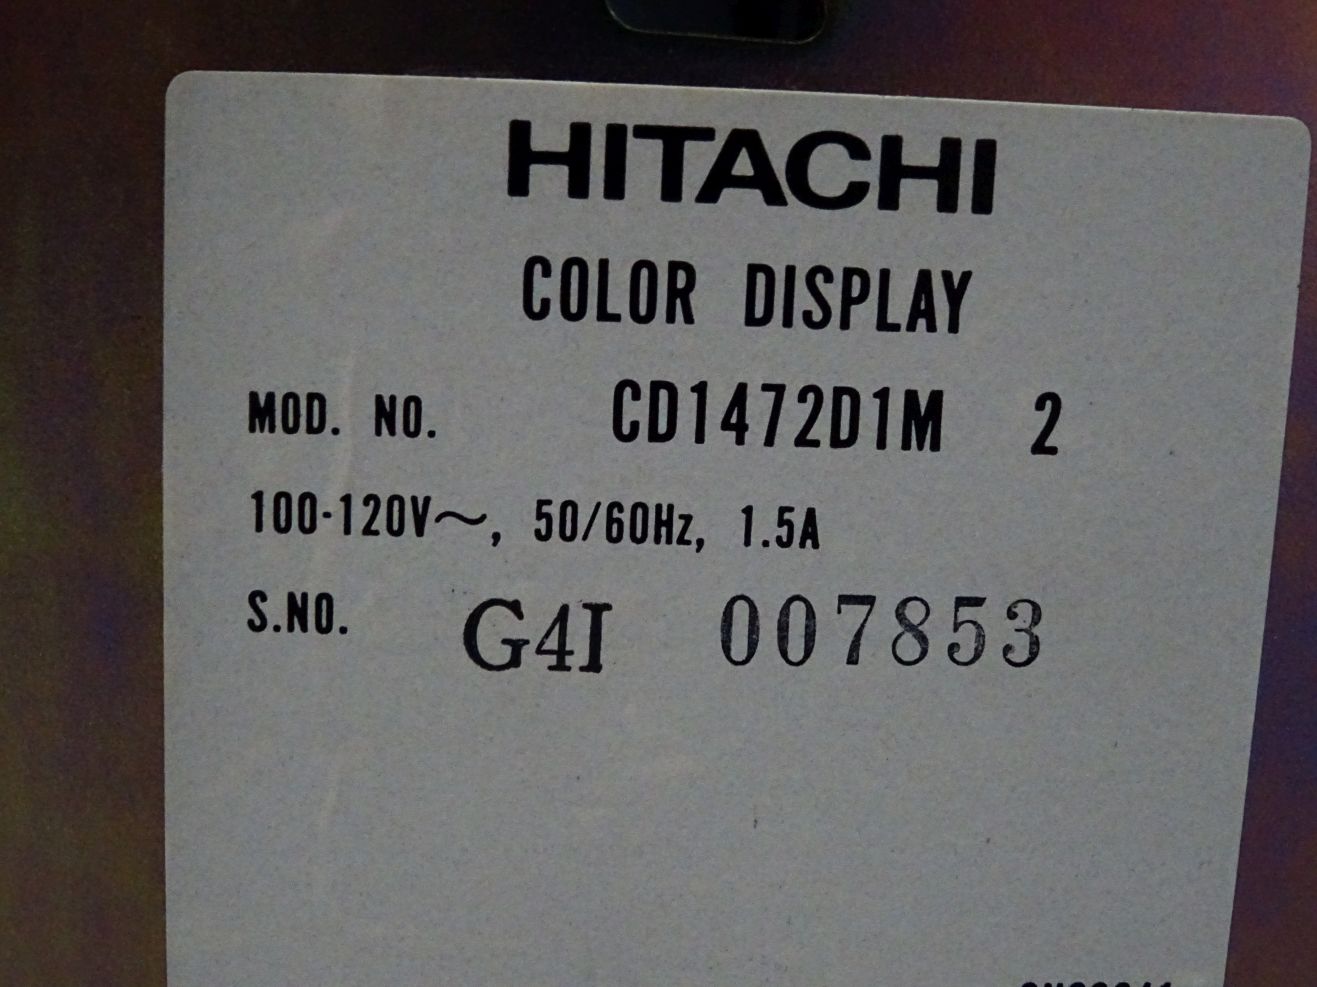 HITACHI
COLOR DISPLAY
MOD. NO. CD1472D1M 2
100-120V～, 50/60Hz, 1.5A
S.NO. G4I 007853